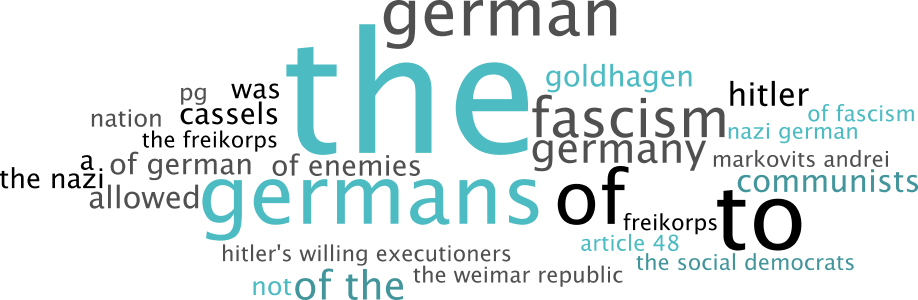 german
the
goldhagen
was
pg
hitler
cassels
nation
fascism
of fascism
nazi german
the freikorps
germany
a
of german
of enemies
markovits andrei
the nazi
communists
allowed
germans
of
to
freikorps
article 48
hitler's willing executioners
the social democrats
the weimar republic
not
of the